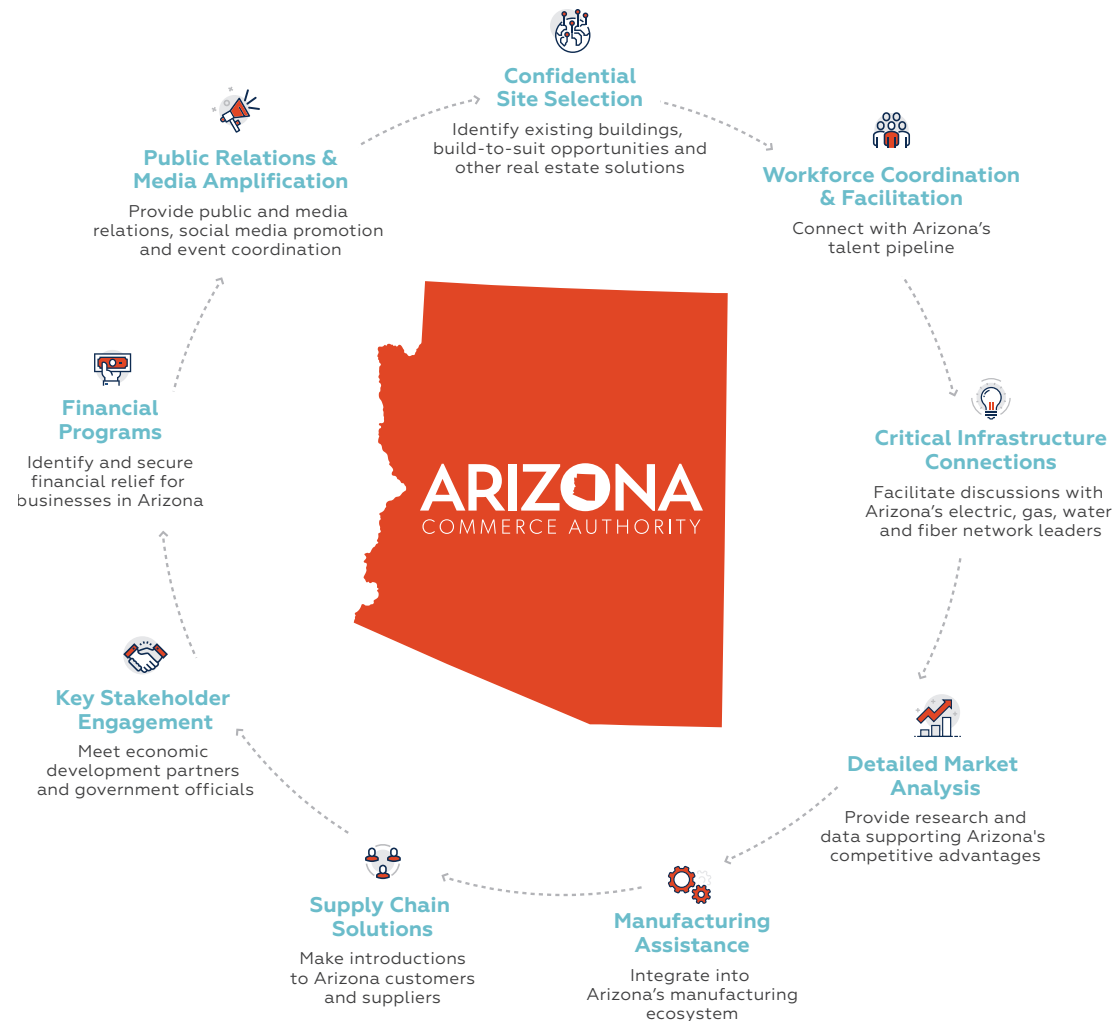 Confidential
Site Selection
Identify existing buildings,
build-to-suit opportunities and
other real estate solutions
Workforce Coordination
& Facilitation
Connect with Arizona’s
talent pipeline
Critical Infrastructure
Connections
Facilitate discussions with
Arizona’s electric, gas, water
and fiber network leaders
Detailed Market
Analysis
Provide research and
data supporting Arizona's
competitive advantages
Manufacturing
Assistance
Integrate into
Arizona’s manufacturing
ecosystem
Supply Chain
Solutions
Make introductions
to Arizona customers
and suppliers
Key Stakeholder
Engagement
Meet economic
development partners
and government officials
Financial
Programs
Identify and secure
financial relief for
businesses in Arizona
Public Relations &
Media Amplification
Provide public and media
relations, social media promotion
and event coordination
ARIZONA
COMMERCE AUTHORITY